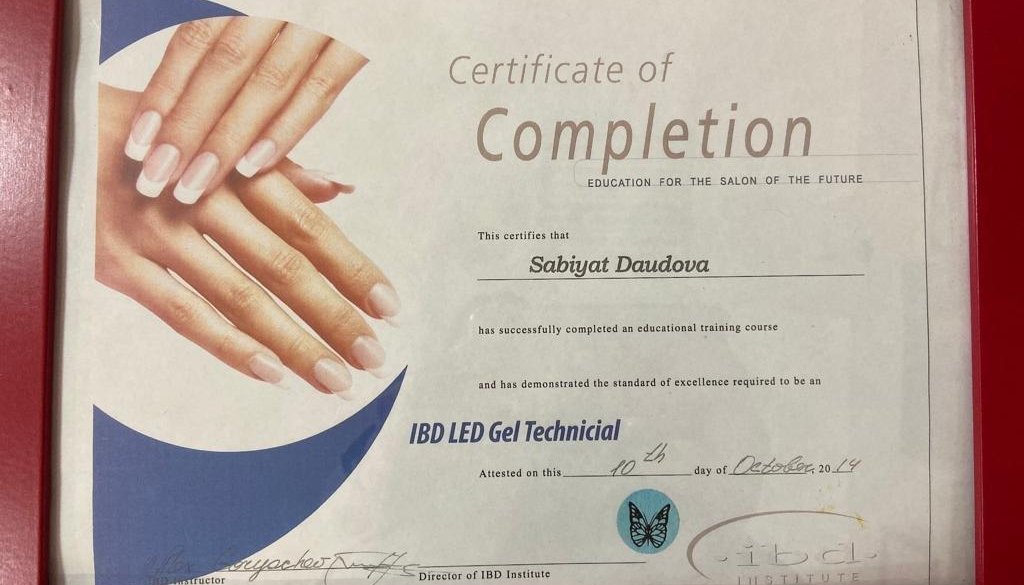 Certificate of
Completion
EDUCATION FOR THE SALON OF THE FUTURE
This certifies that
Sabiyat Daudova
has successfully completed an educational training course
and has demonstrated the standard of excellence required to be an
IBD LED Gel Technicial
Attested on this 10th day of October, 2014
IBD Instructor
Director of IBD Institute
ibd
INSTITUTE